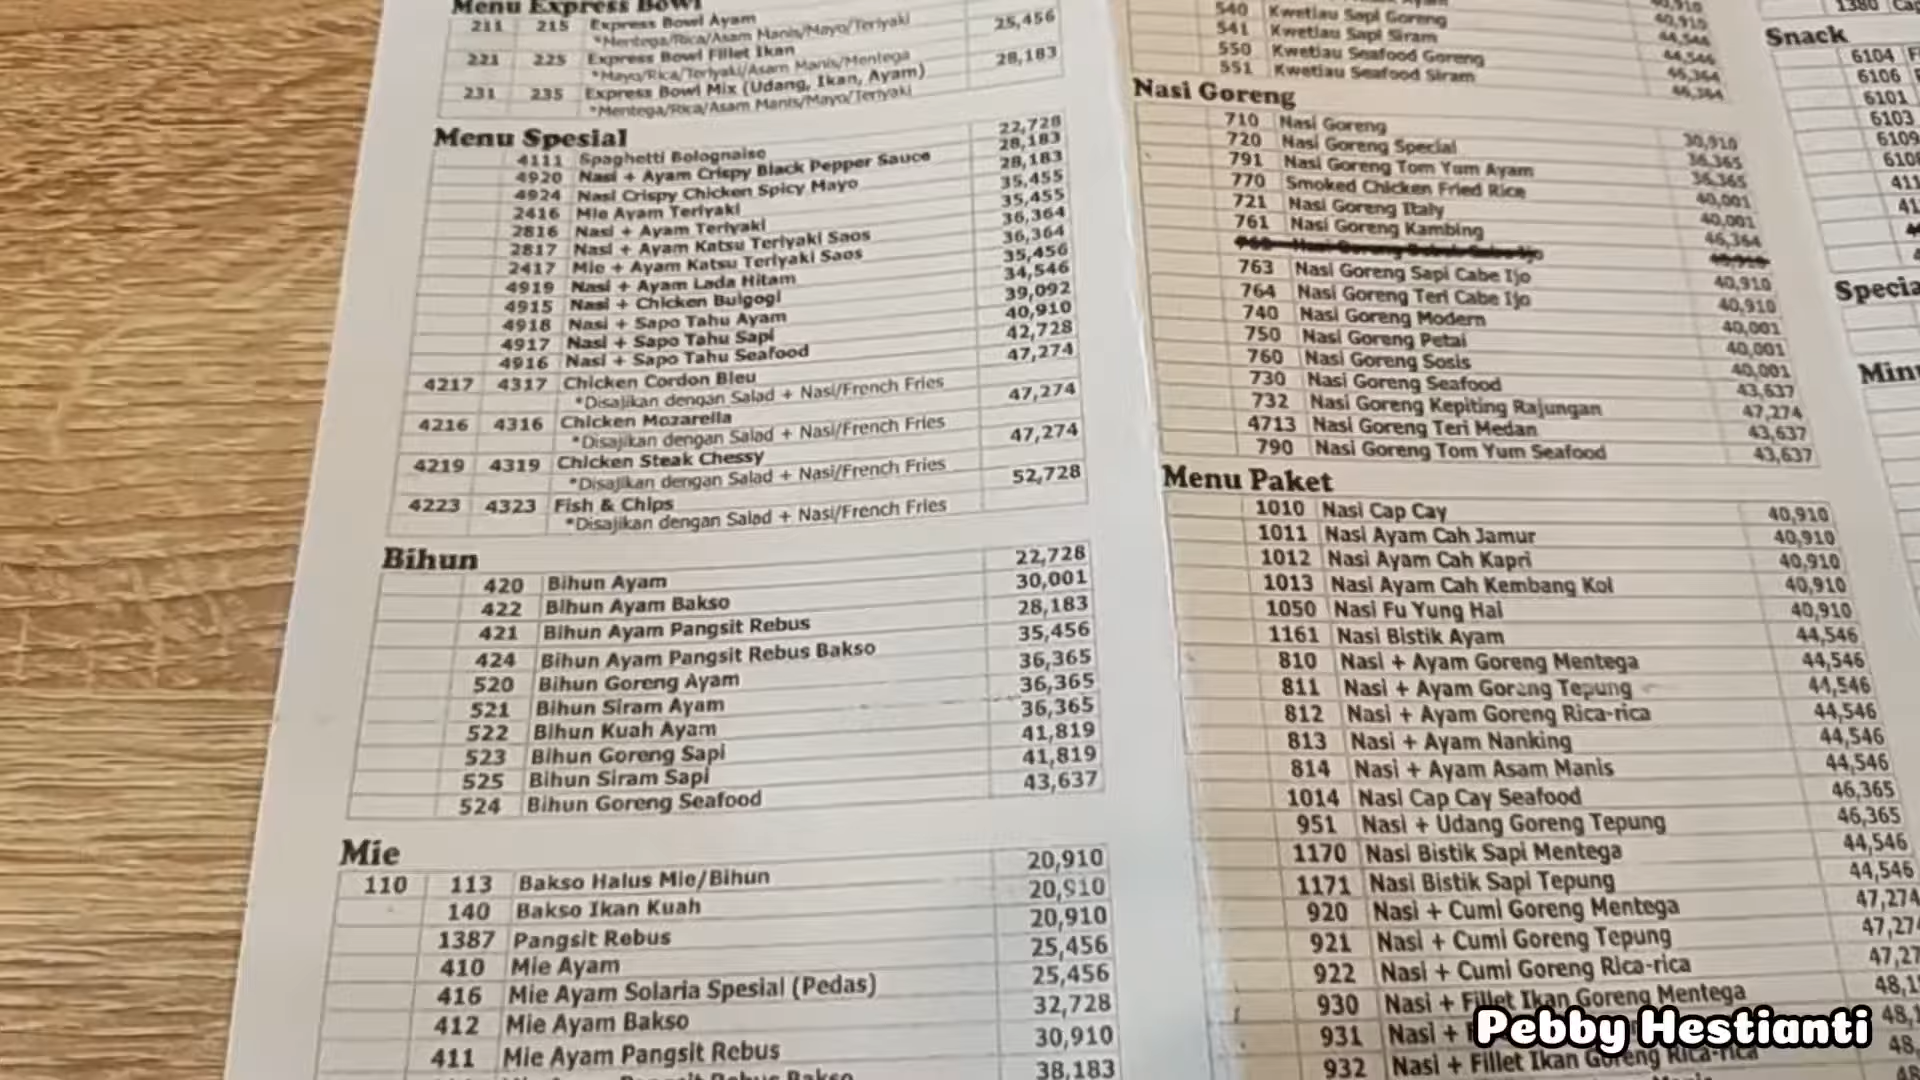 Menu Express Bowl
211 215 Express Bowl Ayam 25,456
*Mentega/Rica/Asam Manis/Mayo/Teriyaki
221 225 Express Bowl Fillet Ikan 28,183
*Mayo/Rica/Teriyaki/Asam Manis/Mentega
231 235 Express Bowl Mix (Udang, Ikan, Ayam)
*Mentega/Rica/Asam Manis/Mayo/Teriyaki
Menu Spesial
4111 Spaghetti Bolognaise 22,728
4920 Nasi + Ayam Crispy Black Pepper Sauce 28,183
4924 Nasi Crispy Chicken Spicy Mayo 28,183
2416 Mie Ayam Teriyaki 35,455
2816 Nasi + Ayam Teriyaki 35,455
2817 Nasi + Ayam Katsu Teriyaki Saos 36,364
2417 Mie + Ayam Katsu Teriyaki Saos 36,364
4919 Nasi + Ayam Lada Hitam 35,456
4915 Nasi + Chicken Bulgogi 34,546
4918 Nasi + Sapo Tahu Ayam 39,092
4917 Nasi + Sapo Tahu Sapi 40,910
4916 Nasi + Sapo Tahu Seafood 42,728
4217 4317 Chicken Cordon Bleu 47,274
*Disajikan dengan Salad + Nasi/French Fries
4216 4316 Chicken Mozarella 47,274
*Disajikan dengan Salad + Nasi/French Fries
4219 4319 Chicken Steak Chessy 47,274
*Disajikan dengan Salad + Nasi/French Fries
4223 4323 Fish & Chips 52,728
*Disajikan dengan Salad + Nasi/French Fries
Bihun
420 Bihun Ayam 22,728
422 Bihun Ayam Bakso 30,001
421 Bihun Ayam Pangsit Rebus 28,183
424 Bihun Ayam Pangsit Rebus Bakso 35,456
520 Bihun Goreng Ayam 36,365
521 Bihun Siram Ayam 36,365
522 Bihun Kuah Ayam 36,365
523 Bihun Goreng Sapi 41,819
525 Bihun Siram Sapi 41,819
524 Bihun Goreng Seafood 43,637
Mie
110 113 Bakso Halus Mie/Bihun 20,910
140 Bakso Ikan Kuah 20,910
1387 Pangsit Rebus 20,910
410 Mie Ayam 25,456
416 Mie Ayam Solaria Spesial (Pedas) 25,456
412 Mie Ayam Bakso 32,728
411 Mie Ayam Pangsit Rebus 30,910
Rebus Bakso 38,183
540 Kwetiau Sapi Goreng
541 Kwetiau Sapi Siram
550 Kwetiau Seafood Goreng
551 Kwetiau Seafood Siram
Nasi Goreng
710 Nasi Goreng 30,910
720 Nasi Goreng Special 36,365
791 Nasi Goreng Tom Yum Ayam 36,365
770 Smoked Chicken Fried Rice 40,001
721 Nasi Goreng Italy 40,001
761 Nasi Goreng Kambing 46,364
763 Nasi Goreng Sapi Cabe Ijo 40,910
764 Nasi Goreng Teri Cabe Ijo 40,910
740 Nasi Goreng Modern 40,001
750 Nasi Goreng Petai 40,001
760 Nasi Goreng Sosis 40,001
730 Nasi Goreng Seafood 43,637
732 Nasi Goreng Kepiting Rajungan 47,274
4713 Nasi Goreng Teri Medan 43,637
790 Nasi Goreng Tom Yum Seafood 43,637
Menu Paket
1010 Nasi Cap Cay 40,910
1011 Nasi Ayam Cah Jamur 40,910
1012 Nasi Ayam Cah Kapri 40,910
1013 Nasi Ayam Cah Kembang Kol 40,910
1050 Nasi Fu Yung Hai 40,910
1161 Nasi Bistik Ayam 44,546
810 Nasi + Ayam Goreng Mentega 44,546
811 Nasi + Ayam Goreng Tepung 44,546
812 Nasi + Ayam Goreng Rica-rica 44,546
813 Nasi + Ayam Nanking 44,546
814 Nasi + Ayam Asam Manis 44,546
1014 Nasi Cap Cay Seafood 46,365
951 Nasi + Udang Goreng Tepung 46,365
1170 Nasi Bistik Sapi Mentega 44,546
1171 Nasi Bistik Sapi Tepung 44,546
920 Nasi + Cumi Goreng Mentega 47,274
921 Nasi + Cumi Goreng Tepung
922 Nasi + Cumi Goreng Rica-rica
930 Nasi + Fillet Ikan Goreng Mentega
931 Nasi +
932 Nasi + Fillet Ikan Goreng Rica-rica
1380
Snack
6104
6106
6101
6103
6109
Pebby Hestianti